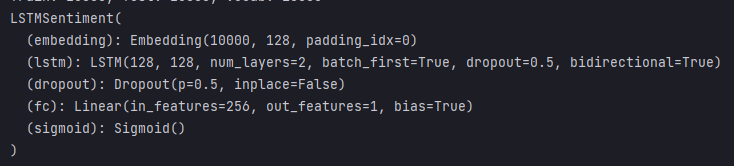 LSTMSentiment(
  (embedding): Embedding(10000, 128, padding_idx=0)
  (lstm): LSTM(128, 128, num_layers=2, batch_first=True, dropout=0.5, bidirectional=True)
  (dropout): Dropout(p=0.5, inplace=False)
  (fc): Linear(in_features=256, out_features=1, bias=True)
  (sigmoid): Sigmoid()
)